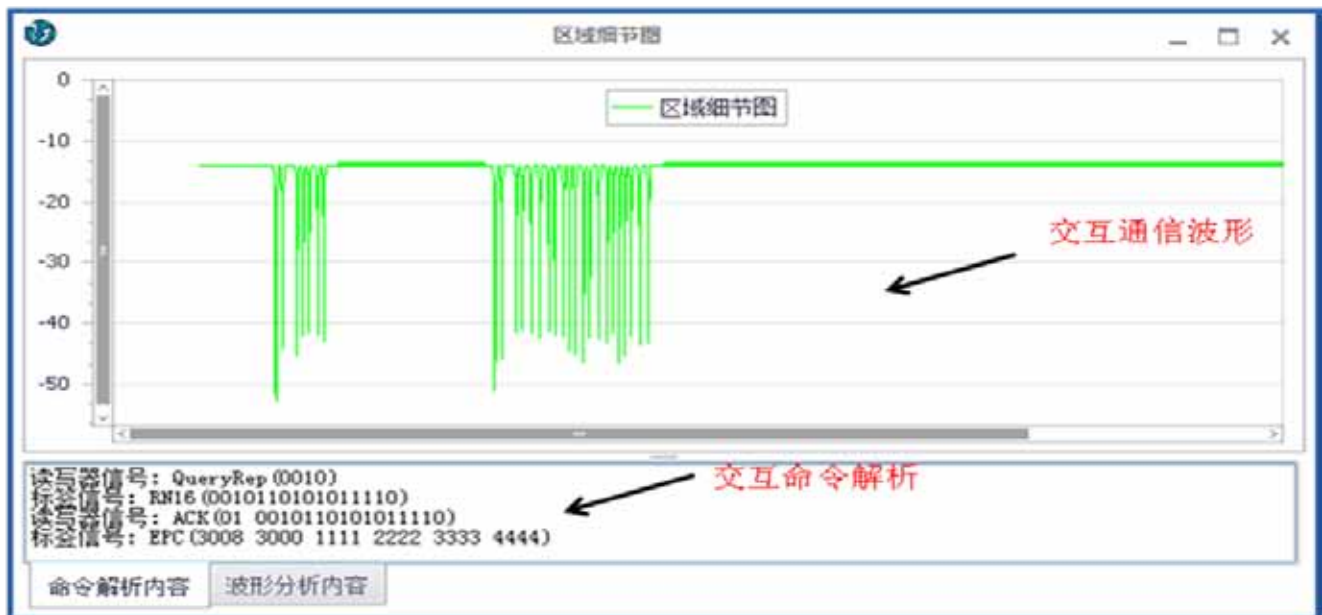 区域细节图
0
区域细节图
-10
-20
交互通信波形
-30
-40
-50
读写器信号: QueryRep(0010)
交互命令解析
标签信号: RN16(0010110101011110)
读写器信号: ACK(01 0010110101011110)
标签信号: EPC(3008 3000 1111 2222 3333 4444)
命令解析内容
波形分析内容